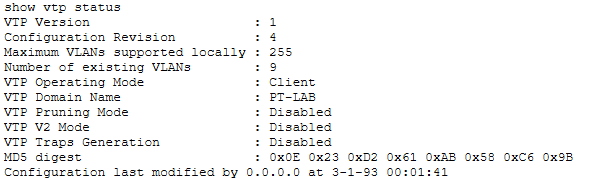 show vtp status
VTP Version                     : 1
Configuration Revision          : 4
Maximum VLANs supported locally : 255
Number of existing VLANs        : 9
VTP Operating Mode              : Client
VTP Domain Name                 : PT-LAB
VTP Pruning Mode                : Disabled
VTP V2 Mode                     : Disabled
VTP Traps Generation            : Disabled
MD5 digest                      : 0x0E 0x23 0xD2 0x61 0xAB 0x58 0xC6 0x9B
Configuration last modified by 0.0.0.0 at 3-1-93 00:01:41